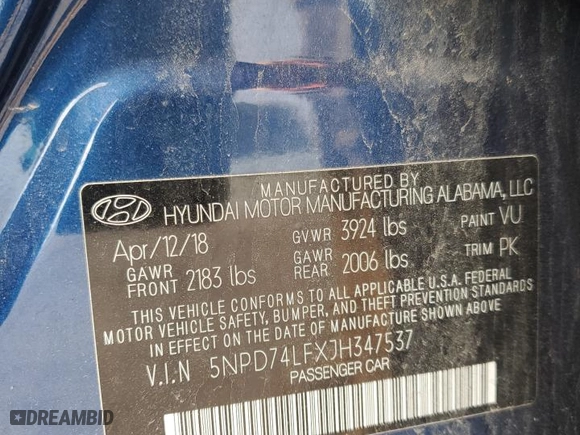 MANUFACTURED BY
HYUNDAI MOTOR MANUFACTURING ALABAMA, LLC
Apr/12/18 GVWR 3924 lbs PAINT VU
GAWR FRONT 2183 lbs GAWR REAR 2006 lbs TRIM PK
THIS VEHICLE CONFORMS TO ALL APPLICABLE U.S.A. FEDERAL
MOTOR VEHICLE SAFETY, BUMPER, AND THEFT PREVENTION STANDARDS
IN EFFECT ON THE DATE OF MANUFACTURE SHOWN ABOVE.
V.I.N 5NPD74LFXJH347537
PASSENGER CAR
DREAMBID